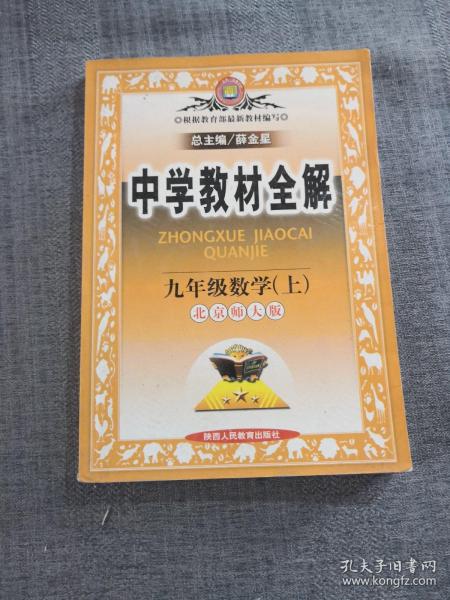 根据教育部最新教材编写
总主编/薛金星
中学教材全解
ZHONGXUE JIAOCAI
QUANJIE
九年级数学(上)
北京师大版
陕西人民教育出版社
孔夫子旧书网
www.kongfz.com